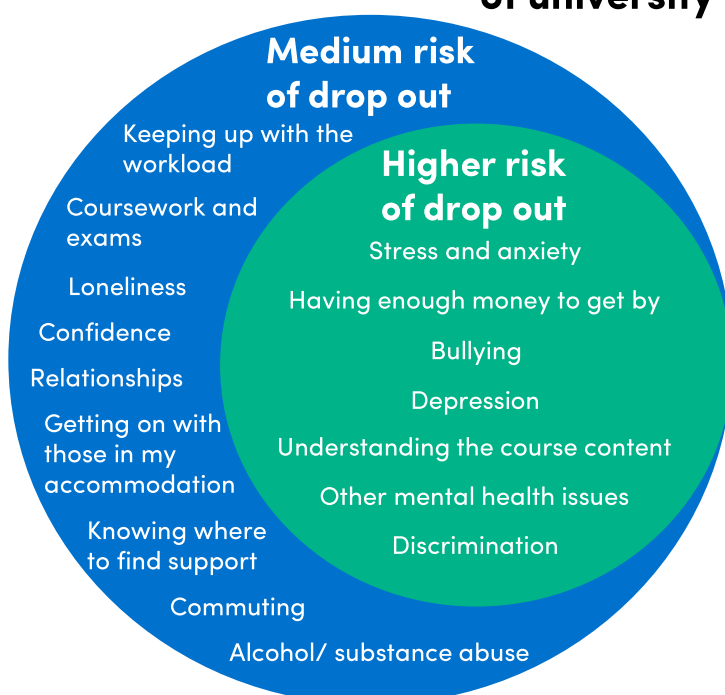 of university
Medium risk
of drop out
Keeping up with the
workload
Coursework and
exams
Loneliness
Confidence
Relationships
Getting on with
those in my
accommodation
Knowing where
to find support
Commuting
Alcohol/ substance abuse
Higher risk
of drop out
Stress and anxiety
Having enough money to get by
Bullying
Depression
Understanding the course content
Other mental health issues
Discrimination